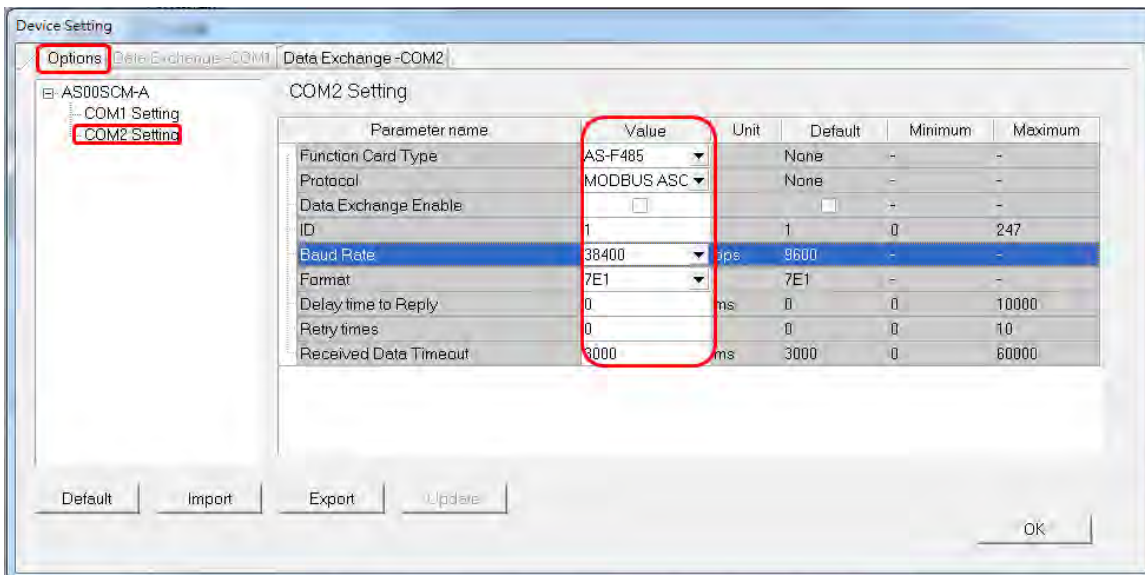 Device Setting
Options Data Exchange -COM1 Data Exchange -COM2
AS00SCM-A
COM1 Setting
COM2 Setting
COM2 Setting
Parameter name Value Unit Default Minimum Maximum
Function Card Type AS-F485 None - -
Protocol MODBUS ASC None - -
Data Exchange Enable - -
ID 1 1 0 247
Baud Rate 38400 bps 9600 - -
Format 7E1 7E1 - -
Delay time to Reply 0 ms 0 0 10000
Retry times 0 0 0 10
Received Data Timeout 3000 ms 3000 0 60000
Default Import Export Update
OK